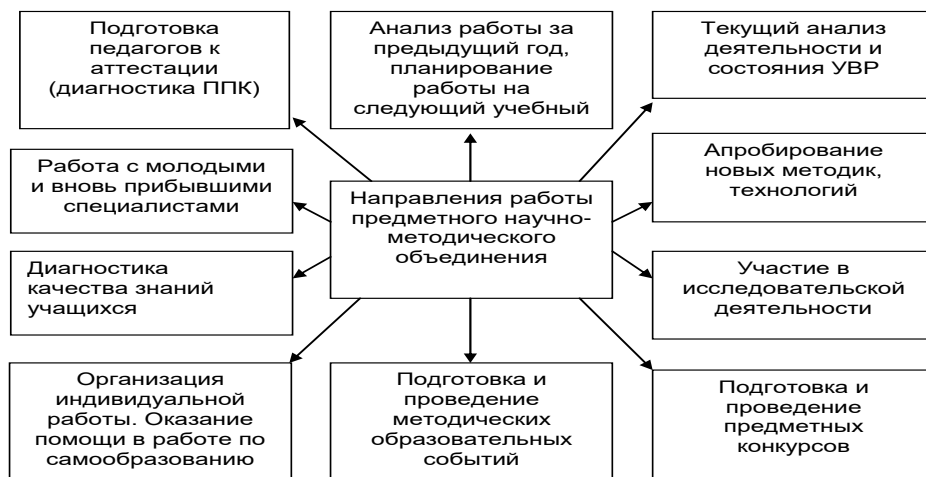 Подготовка
педагогов к
аттестации
(диагностика ППК)
Анализ работы за
предыдущий год,
планирование
работы на
следующий учебный
Текущий анализ
деятельности и
состояния УВР
Работа с молодыми
и вновь прибывшими
специалистами
Направления работы
предметного научно-
методического
объединения
Апробирование
новых методик,
технологий
Диагностика
качества знаний
учащихся
Участие в
исследовательской
деятельности
Организация
индивидуальной
работы. Оказание
помощи в работе по
самообразованию
Подготовка и
проведение
методических
образовательных
событий
Подготовка и
проведение
предметных
конкурсов